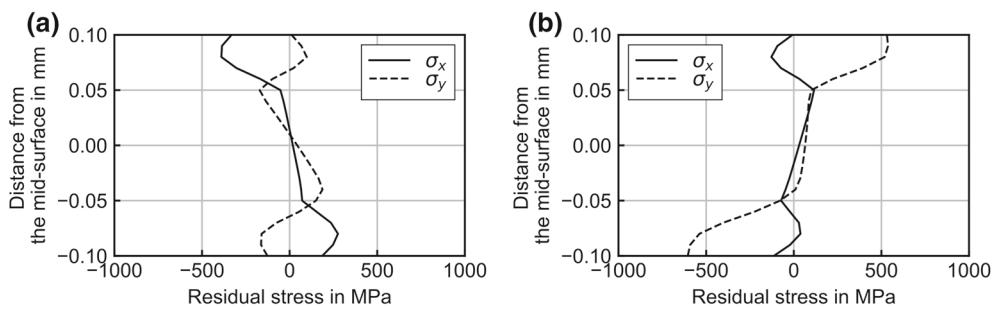 (a)
0.10
0.05
0.00
−0.05
−0.10
Distance from
the mid-surface in mm
σx
σy
−1000
−500
0
500
1000
Residual stress in MPa
(b)
0.10
0.05
0.00
−0.05
−0.10
Distance from
the mid-surface in mm
σx
σy
−1000
−500
0
500
1000
Residual stress in MPa